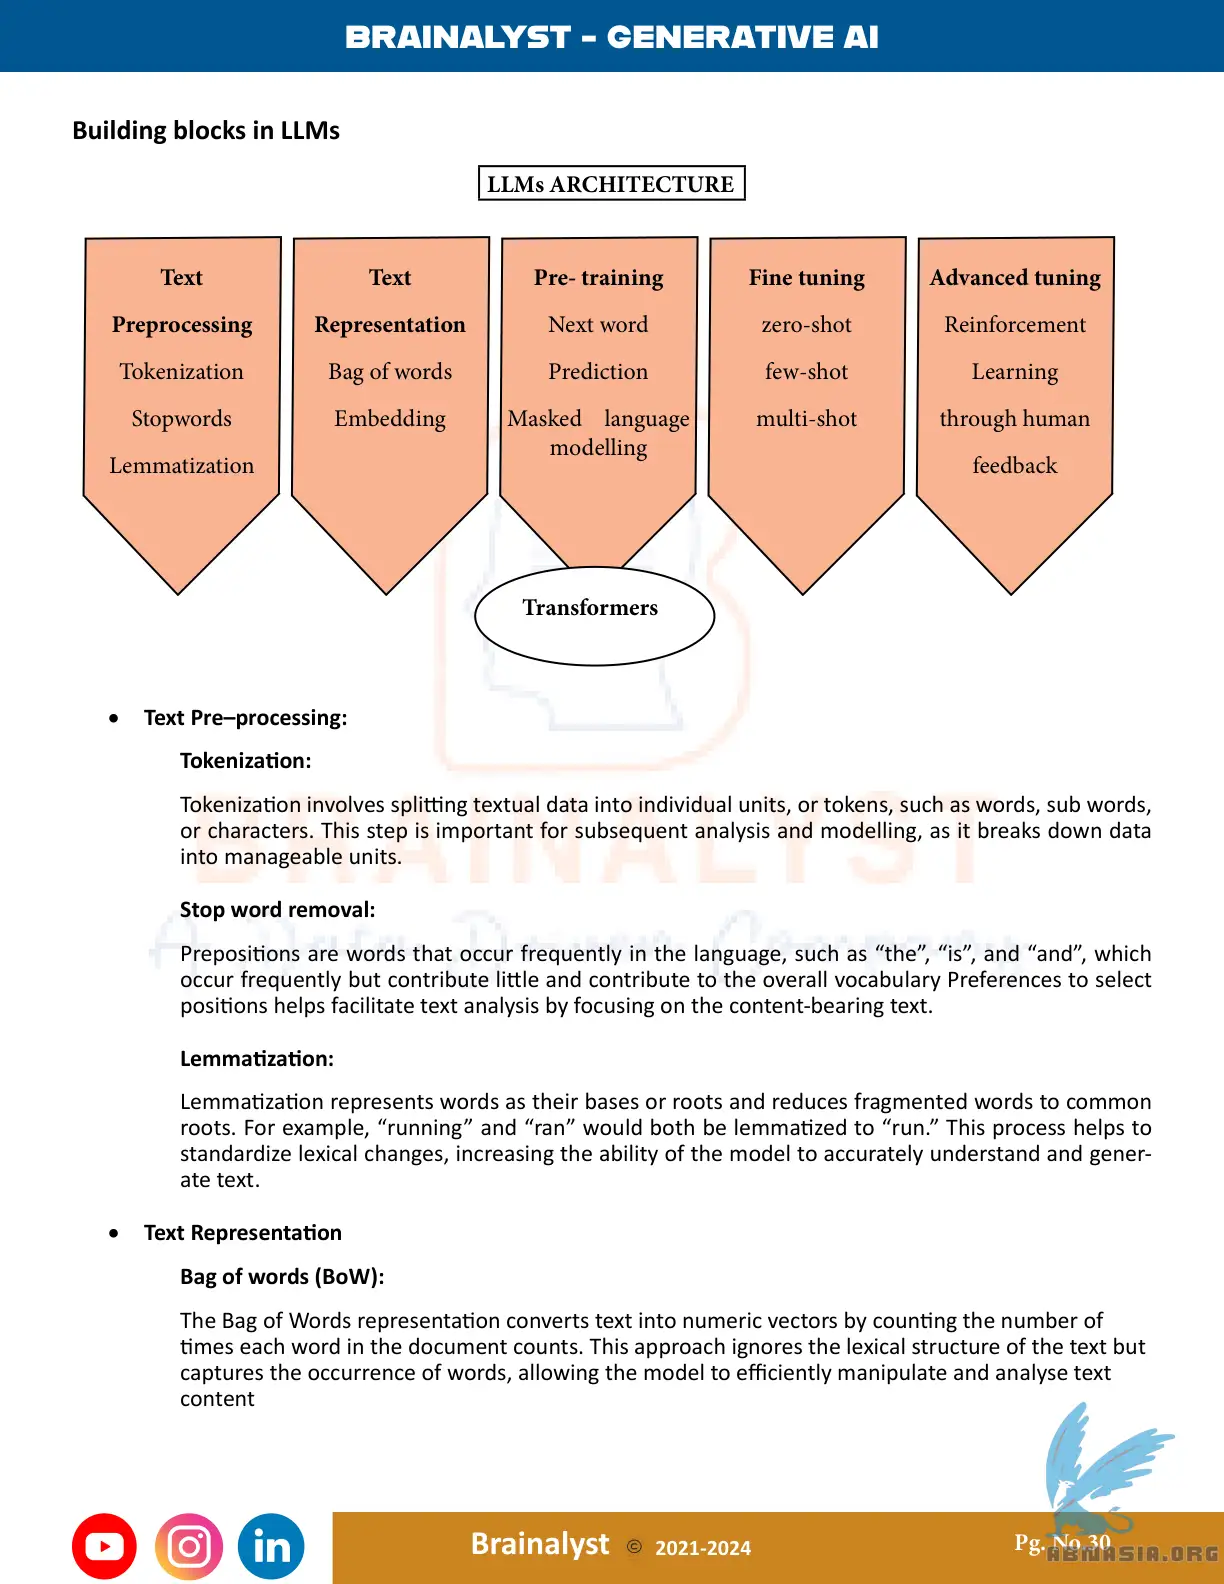 BRAINALYST - GENERATIVE AI
Building blocks in LLMs
LLMs ARCHITECTURE
Text
Preprocessing
Tokenization
Stopwords
Lemmatization
Text
Representation
Bag of words
Embedding
Pre- training
Next word
Prediction
Masked language
modelling
Fine tuning
zero-shot
few-shot
multi-shot
Advanced tuning
Reinforcement
Learning
through human
feedback
Transformers
• Text Pre–processing:
Tokenization:
Tokenization involves splitting textual data into individual units, or tokens, such as words, sub words,
or characters. This step is important for subsequent analysis and modelling, as it breaks down data
into manageable units.
Stop word removal:
Prepositions are words that occur frequently in the language, such as “the”, “is”, and “and”, which
occur frequently but contribute little and contribute to the overall vocabulary Preferences to select
positions helps facilitate text analysis by focusing on the content-bearing text.
Lemmatization:
Lemmatization represents words as their bases or roots and reduces fragmented words to common
roots. For example, “running” and “ran” would both be lemmatized to “run.” This process helps to
standardize lexical changes, increasing the ability of the model to accurately understand and gener-
ate text.
• Text Representation
Bag of words (BoW):
The Bag of Words representation converts text into numeric vectors by counting the number of
times each word in the document counts. This approach ignores the lexical structure of the text but
captures the occurrence of words, allowing the model to efficiently manipulate and analyse text
content
BRAINALYST
A Data Driven Company
in
Brainalyst © 2021-2024
Pg. No.30
ABMASIA.ORG